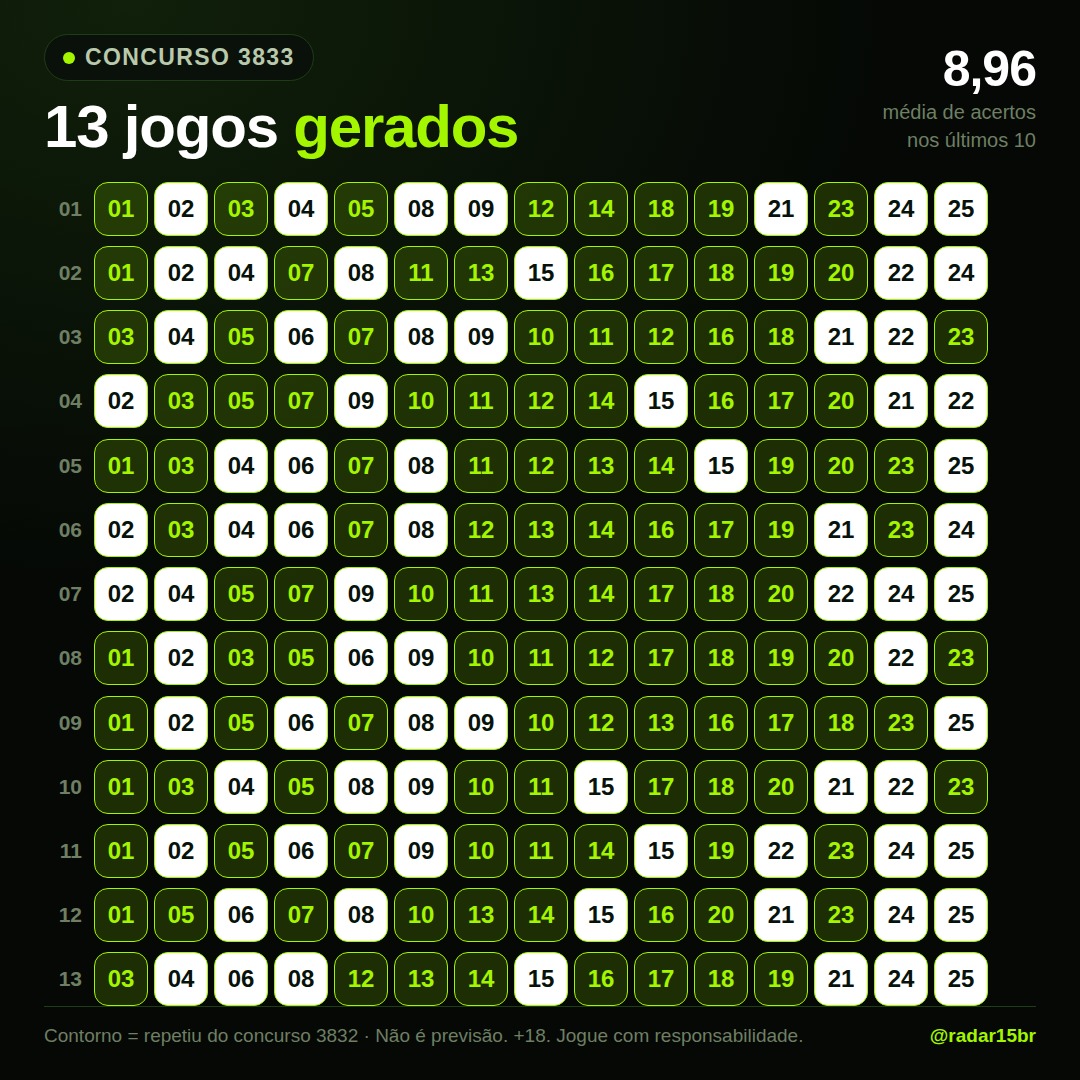 CONCURSO 3833
13 jogos gerados
8,96
média de acertos
nos últimos 10
01 01 02 03 04 05 08 09 12 14 18 19 21 23 24 25
02 01 02 04 07 08 11 13 15 16 17 18 19 20 22 24
03 03 04 05 06 07 08 09 10 11 12 16 18 21 22 23
04 02 03 05 07 09 10 11 12 14 15 16 17 20 21 22
05 01 03 04 06 07 08 11 12 13 14 15 19 20 23 25
06 02 03 04 06 07 08 12 13 14 16 17 19 21 23 24
07 02 04 05 07 09 10 11 13 14 17 18 20 22 24 25
08 01 02 03 05 06 09 10 11 12 17 18 19 20 22 23
09 01 02 05 06 07 08 09 10 12 13 16 17 18 23 25
10 01 03 04 05 08 09 10 11 15 17 18 20 21 22 23
11 01 02 05 06 07 09 10 11 14 15 19 22 23 24 25
12 01 05 06 07 08 10 13 14 15 16 20 21 23 24 25
13 03 04 06 08 12 13 14 15 16 17 18 19 21 24 25
Contorno = repetiu do concurso 3832 · Não é previsão. +18. Jogue com responsabilidade.
@radar15br